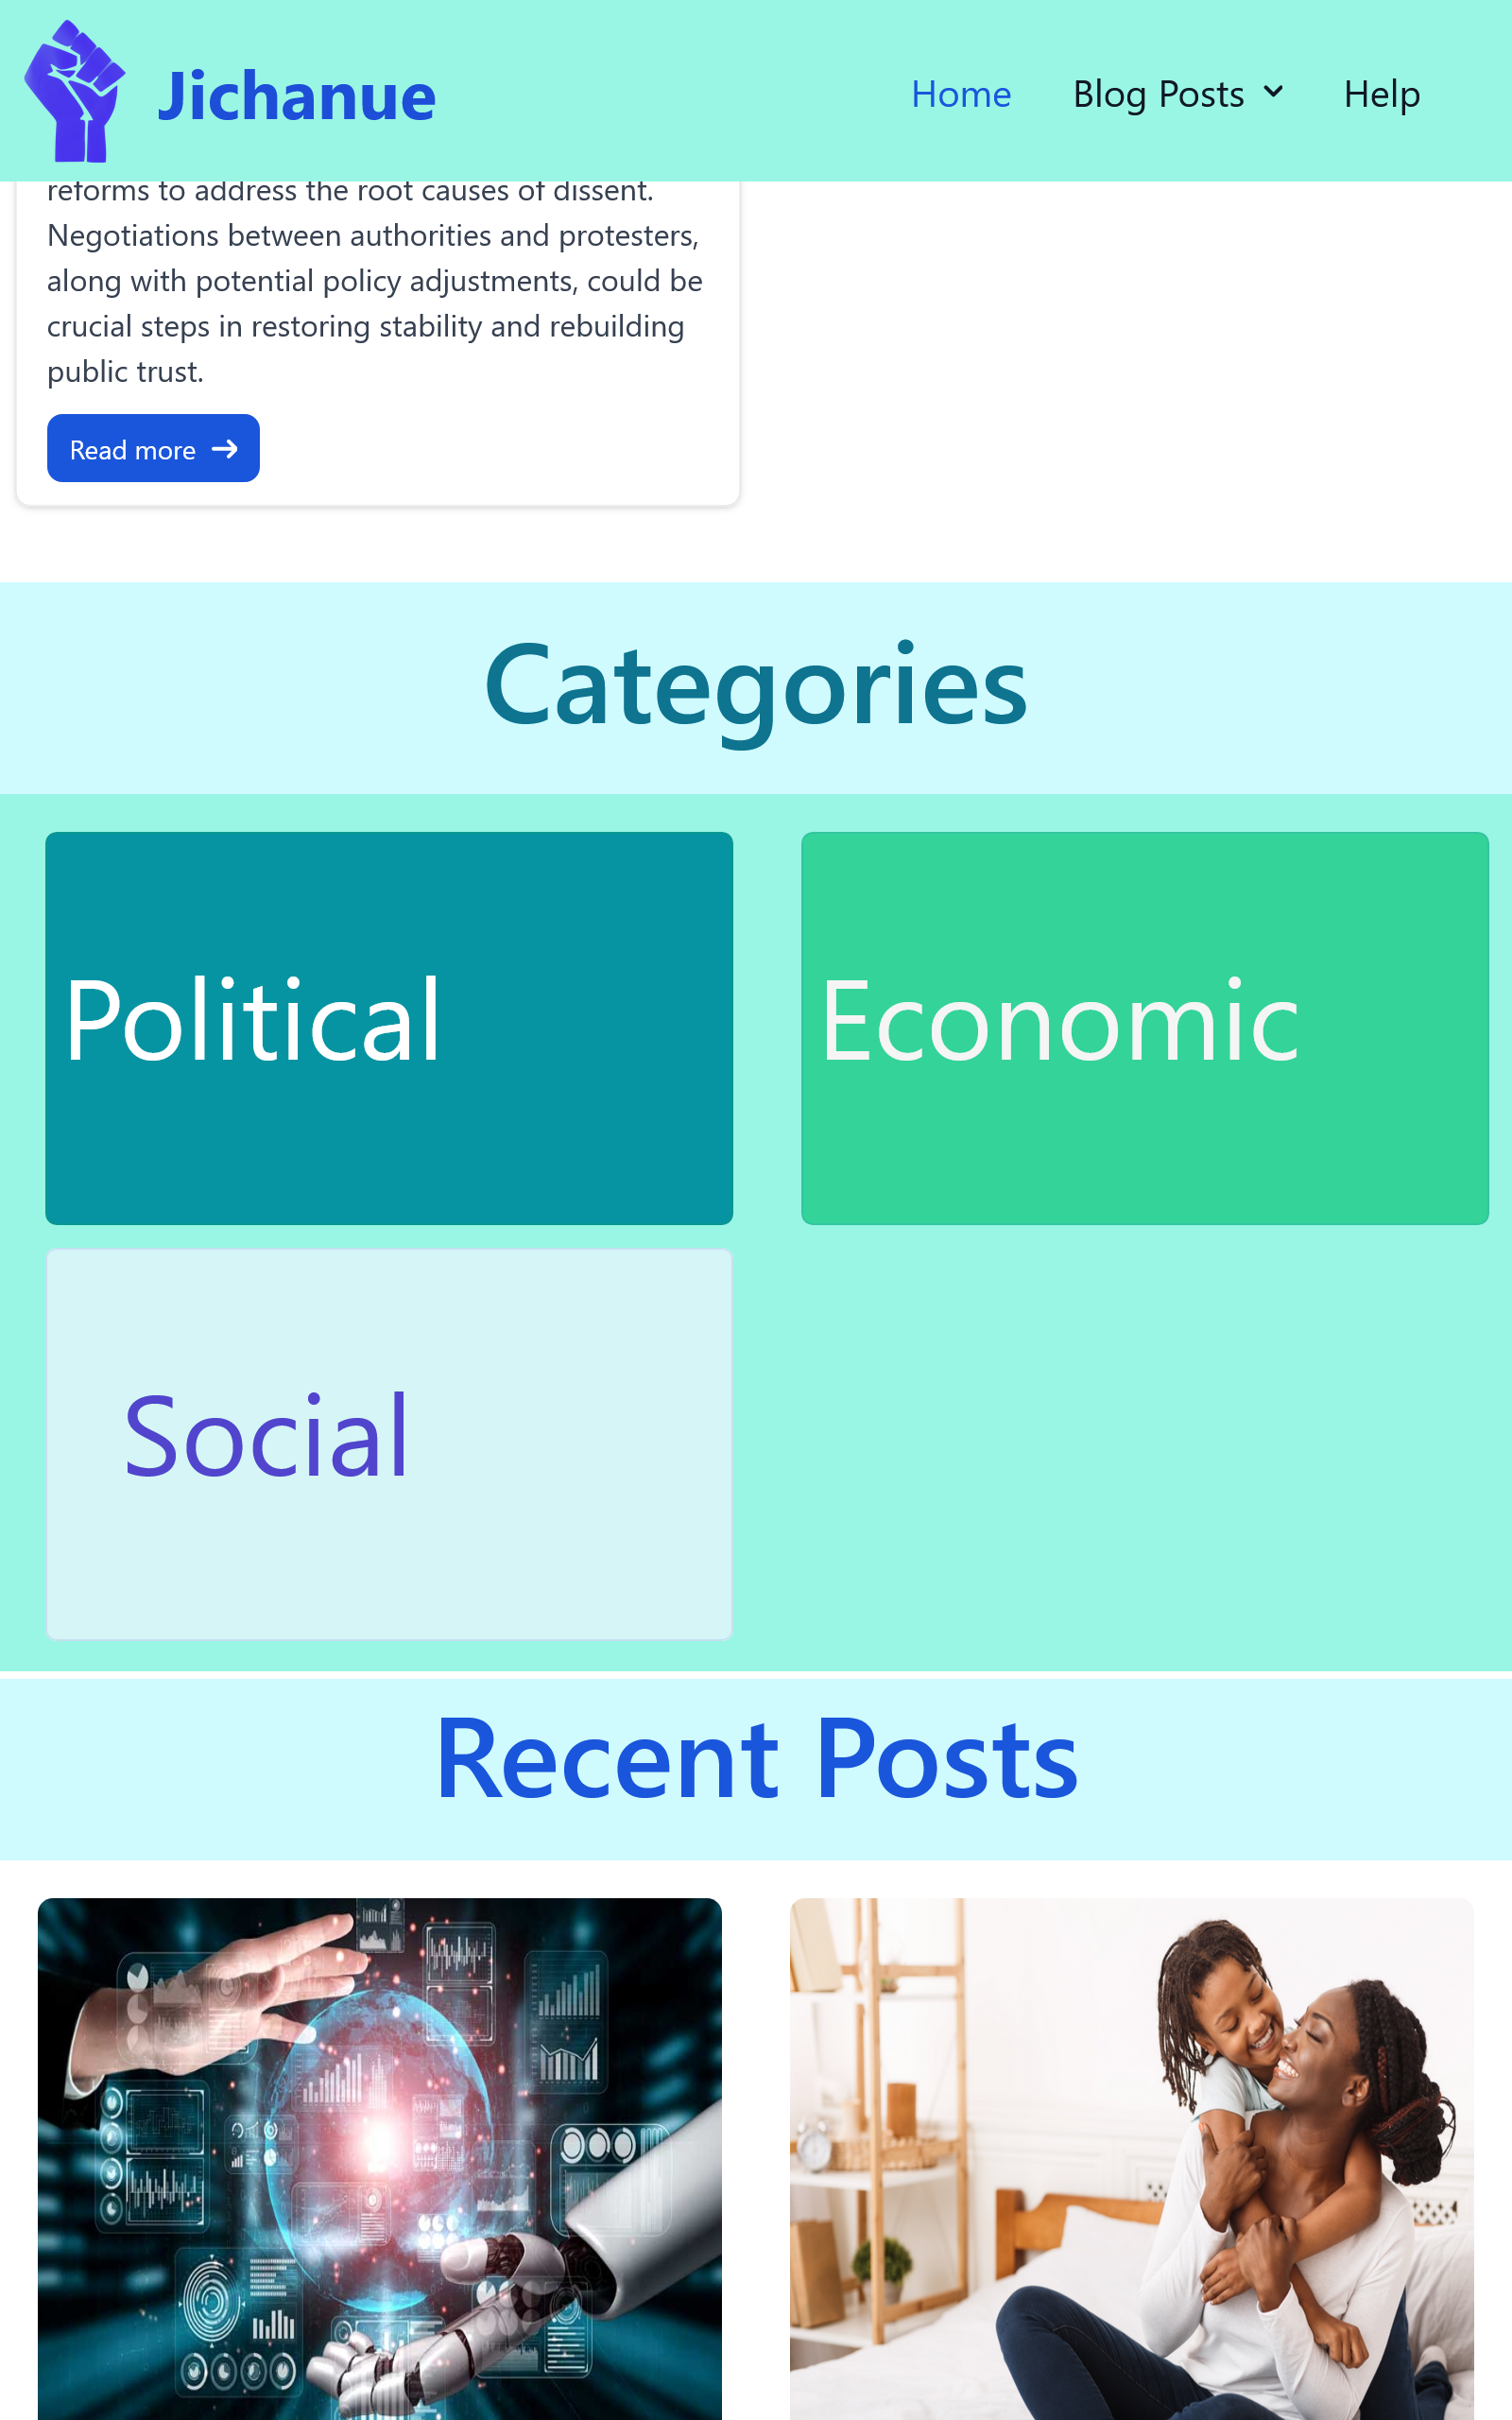 Jichanue
Home
Blog Posts
Help
reforms to address the root causes of dissent.
Negotiations between authorities and protesters,
along with potential policy adjustments, could be
crucial steps in restoring stability and rebuilding
public trust.
Read more
Categories
Political
Economic
Social
Recent Posts